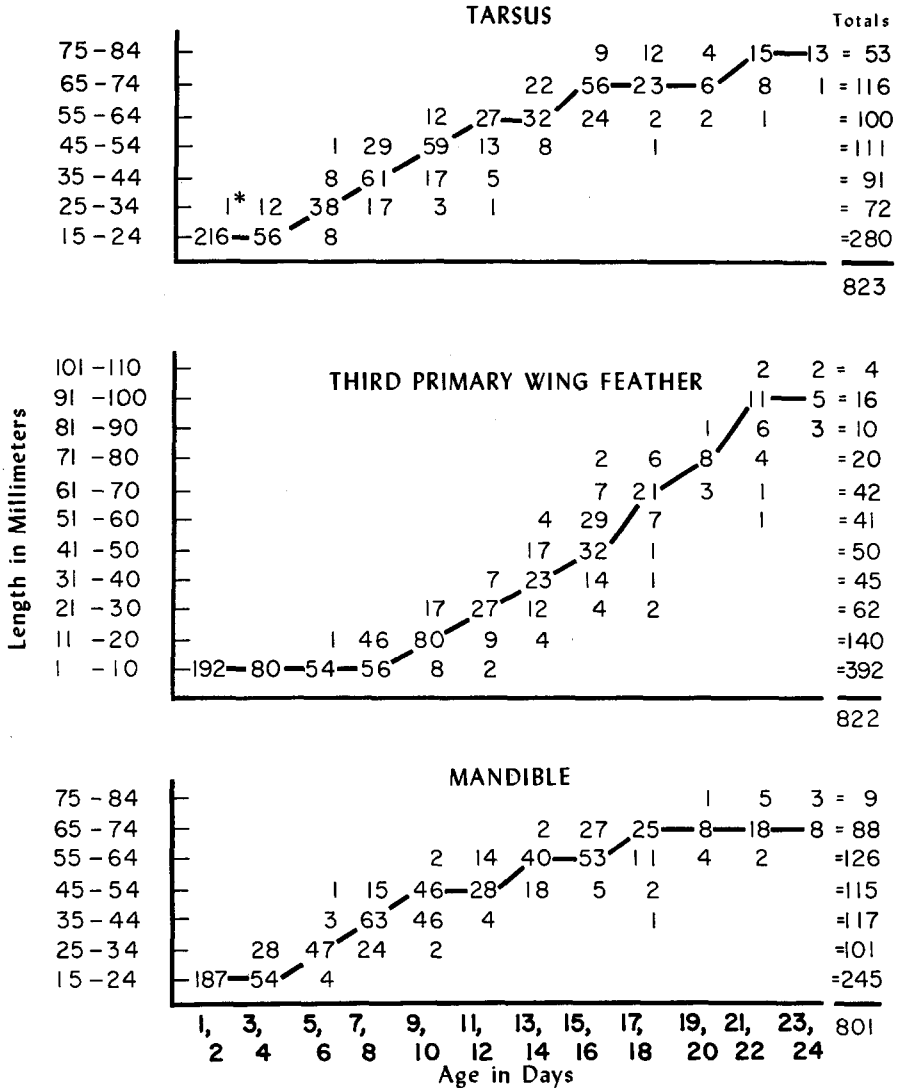 TARSUS
Totals
75-84 9 12 4 15 13 = 53
65-74 22 56 23 6 8 1 = 116
55-64 12 27 32 24 2 2 1 = 100
45-54 1 29 59 13 8 1 = 111
35-44 8 61 17 5 = 91
25-34 1* 12 38 17 3 1 = 72
15-24 216 56 8 =280
823
THIRD PRIMARY WING FEATHER
101-110 2 2 = 4
91-100 11 5 = 16
81-90 1 6 3 = 10
71-80 2 6 8 4 = 20
61-70 7 21 3 1 = 42
51-60 4 29 7 1 = 41
41-50 17 32 1 = 50
31-40 7 23 14 1 = 45
21-30 17 27 12 4 2 = 62
11-20 1 46 80 9 4 =140
1-10 192 80 54 56 8 2 =392
822
Length in Millimeters
MANDIBLE
75-84 1 5 3 = 9
65-74 2 27 25 8 18 8 = 88
55-64 2 14 40 53 11 4 2 =126
45-54 1 15 46 28 18 5 2 =115
35-44 3 63 46 4 1 =117
25-34 28 47 24 2 =101
15-24 187 54 4 =245
801
1, 3, 5, 7, 9, 11, 13, 15, 17, 19, 21, 23,
2 4 6 8 10 12 14 16 18 20 22 24
Age in Days